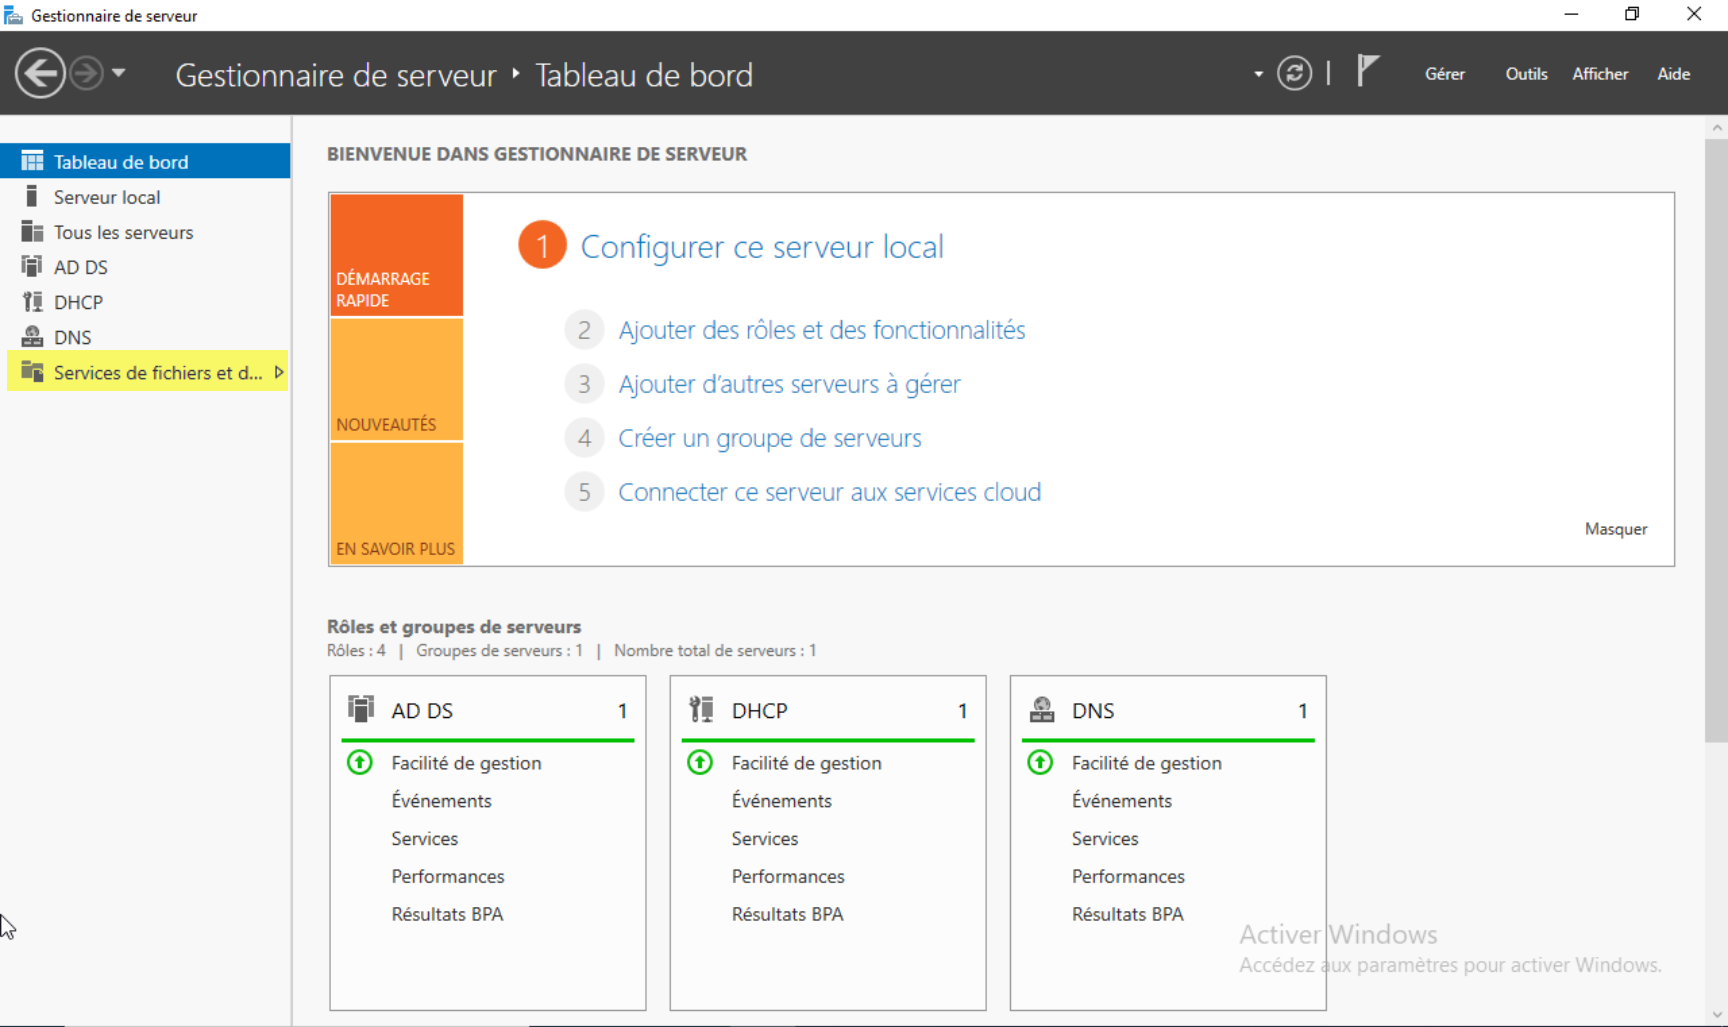 Gestionnaire de serveur
Gestionnaire de serveur ‣ Tableau de bord
Gérer Outils Afficher Aide
Tableau de bord
Serveur local
Tous les serveurs
AD DS
DHCP
DNS
Services de fichiers et d...
BIENVENUE DANS GESTIONNAIRE DE SERVEUR
DÉMARRAGE
RAPIDE
NOUVEAUTÉS
EN SAVOIR PLUS
1 Configurer ce serveur local
2 Ajouter des rôles et des fonctionnalités
3 Ajouter d'autres serveurs à gérer
4 Créer un groupe de serveurs
5 Connecter ce serveur aux services cloud
Masquer
Rôles et groupes de serveurs
Rôles : 4 | Groupes de serveurs : 1 | Nombre total de serveurs : 1
AD DS 1
Facilité de gestion
Événements
Services
Performances
Résultats BPA
DHCP 1
Facilité de gestion
Événements
Services
Performances
Résultats BPA
DNS 1
Facilité de gestion
Événements
Services
Performances
Résultats BPA
Activer Windows
Accédez aux paramètres pour activer Windows.